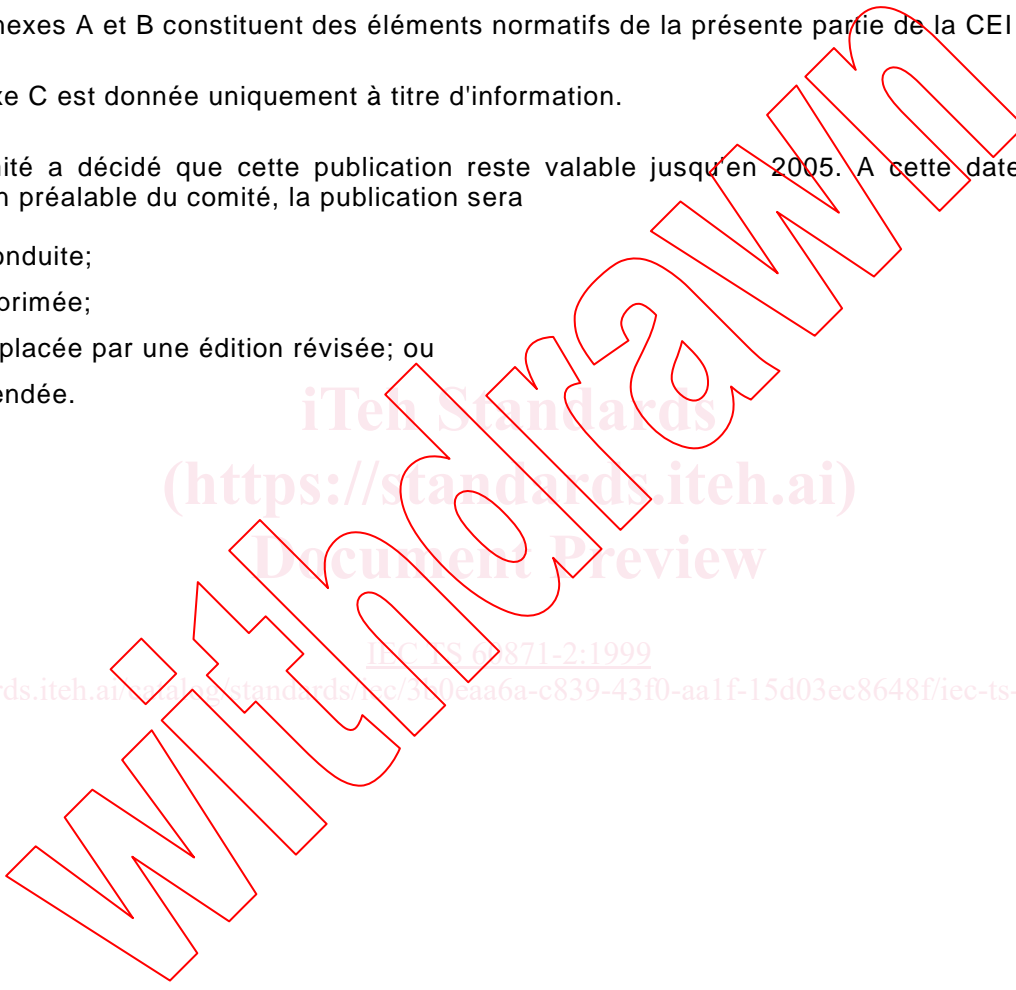 nexes A et B constituent des éléments normatifs de la présente partie de la CEI
xe C est donnée uniquement à titre d'information.
nité a décidé que cette publication reste valable jusqu'en 2005. A cette date
n préalable du comité, la publication sera
onduite;
primée;
placée par une édition révisée; ou
endée.
iTeh Standards
(https://standards.iteh.ai)
Document Preview
IEC TS 60871-2:1999
rds.iteh.ai/catalog/standards/iec/3b0eaa6a-c839-43f0-aa1f-15d03ec8648f/iec-ts-
withdrawn